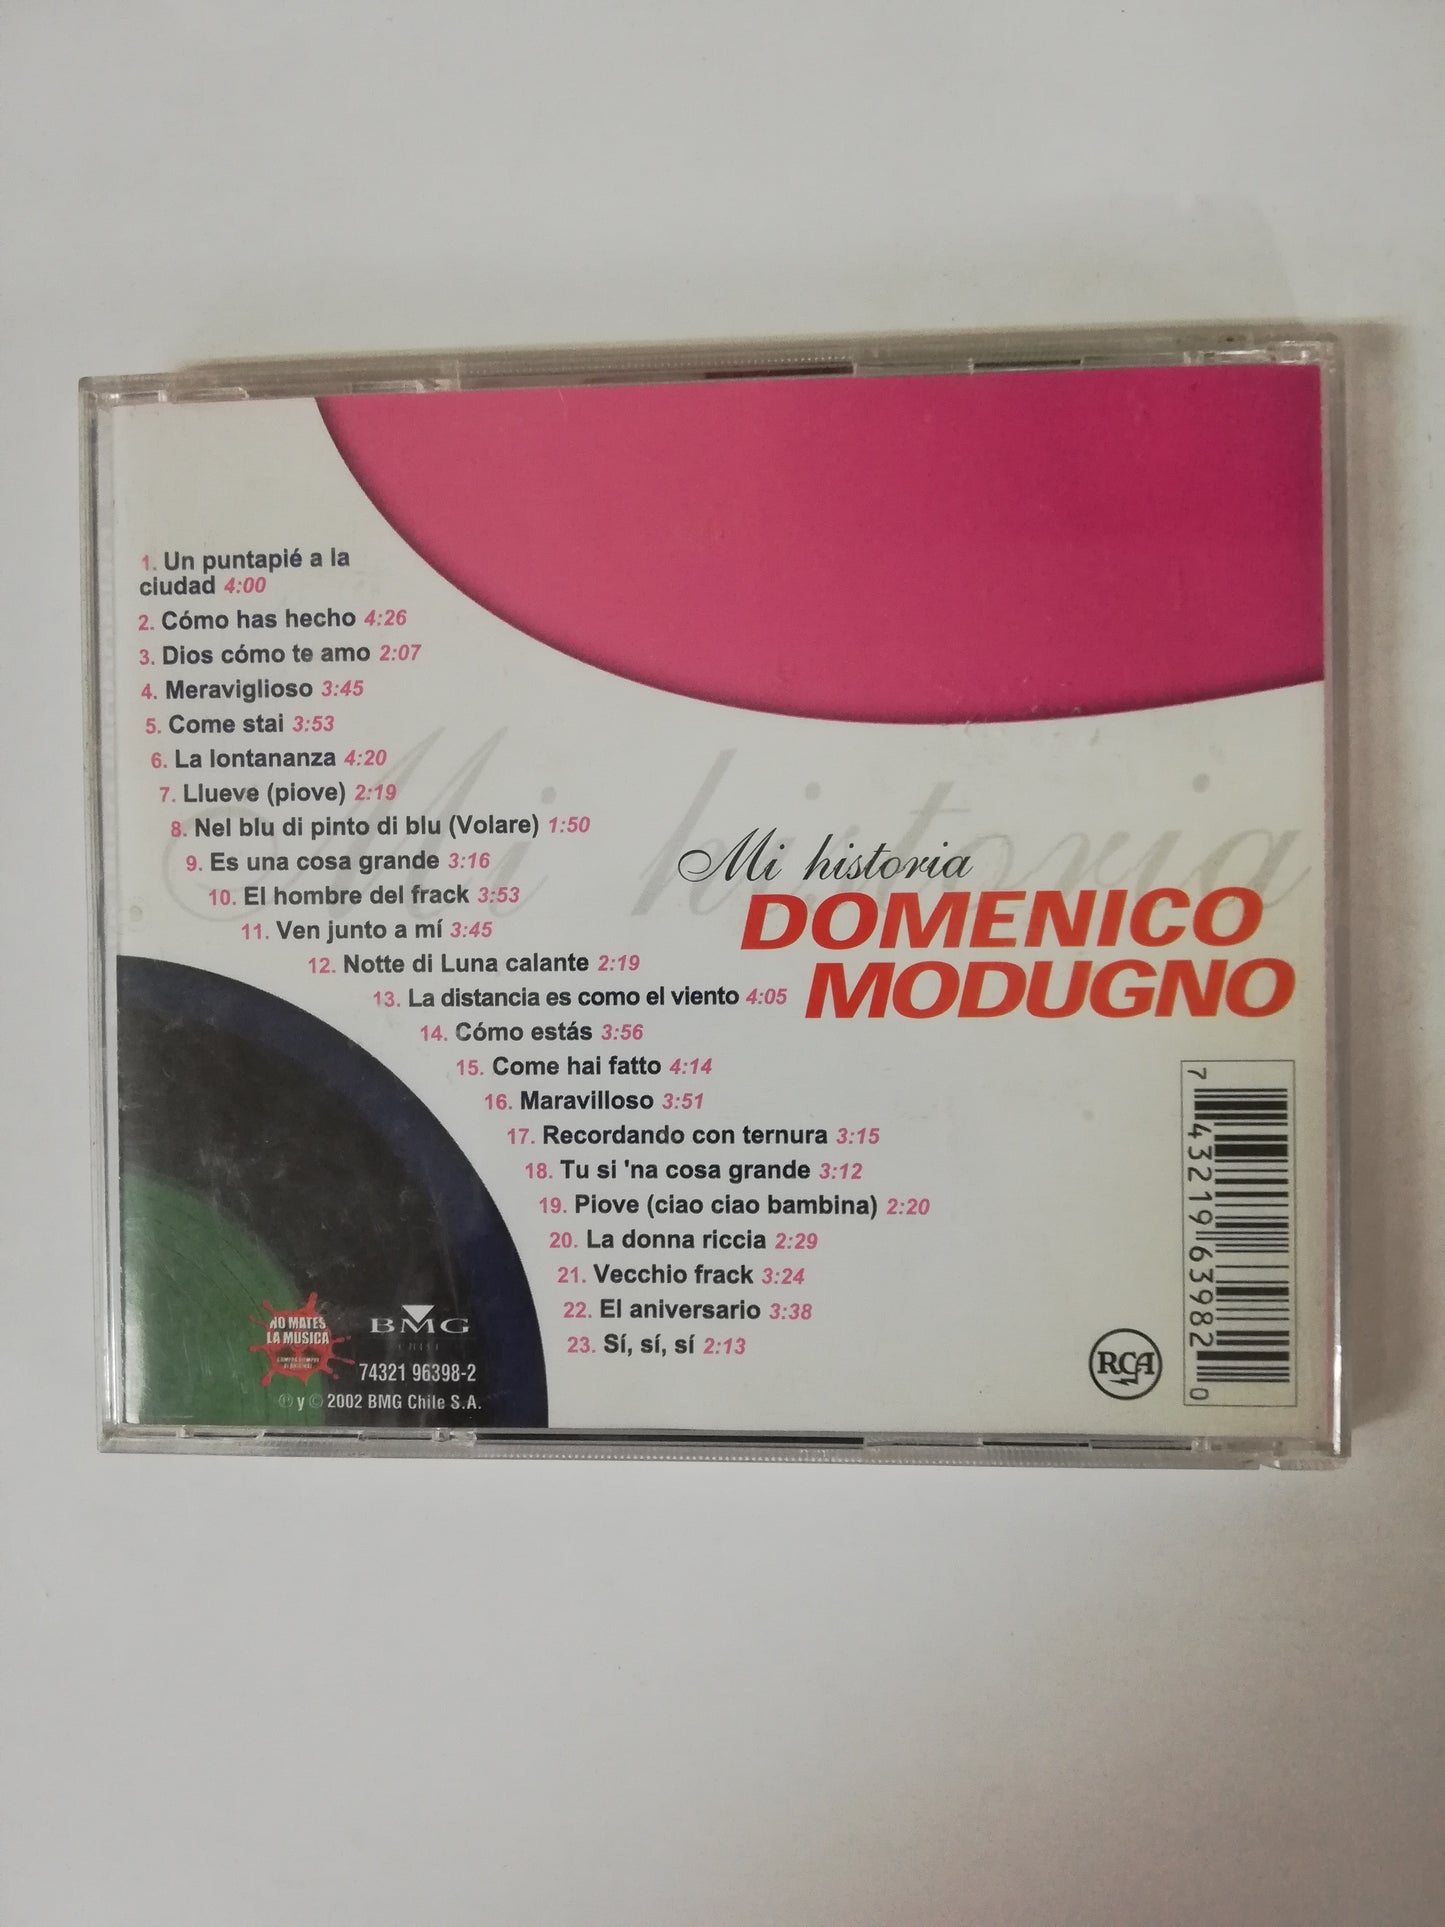 1. Un puntapié a la
ciudad 4:00
2. Cómo has hecho 4:26
3. Dios cómo te amo 2:07
4. Meraviglioso 3:45
5. Come stai 3:53
6. La lontananza 4:20
7. Llueve (piove) 2:19
8. Nel blu di pinto di blu (Volare) 1:50
9. Es una cosa grande 3:16
10. El hombre del frack 3:53
11. Ven junto a mí 3:45
12. Notte di Luna calante 2:19
13. La distancia es como el viento 4:05
14. Cómo estás 3:56
15. Come hai fatto 4:14
16. Maravilloso 3:51
17. Recordando con ternura 3:15
18. Tu si 'na cosa grande 3:12
19. Piove (ciao ciao bambina) 2:20
20. La donna riccia 2:29
21. Vecchio frack 3:24
22. El aniversario 3:38
23. Sí, sí, sí 2:13
Mi historia
Mi historia
DOMENICO
MODUGNO
NO MATES
LA MUSICA
BMG
CHILE
74321 96398-2
℗ y © 2002 BMG Chile S.A.
RCA
7 43219 63982 0